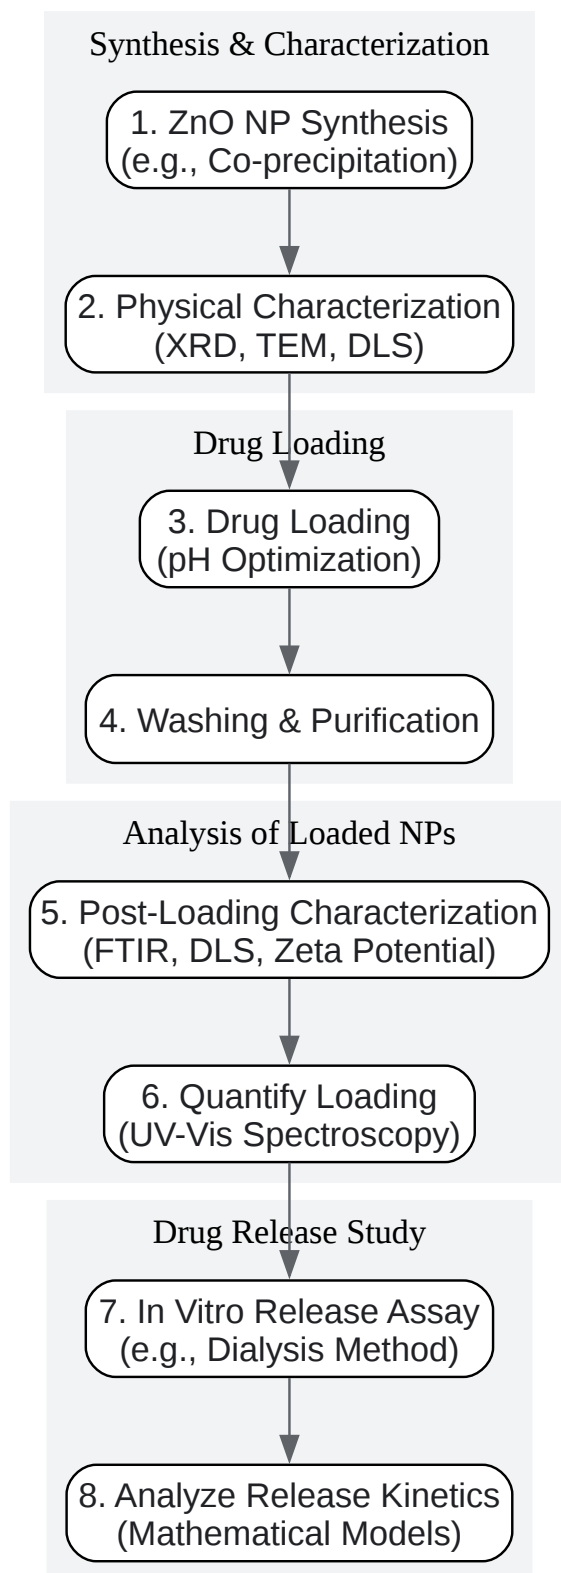 Synthesis & Characterization
1. ZnO NP Synthesis
(e.g., Co-precipitation)
2. Physical Characterization
(XRD, TEM, DLS)
Drug Loading
3. Drug Loading
(pH Optimization)
4. Washing & Purification
Analysis of Loaded NPs
5. Post-Loading Characterization
(FTIR, DLS, Zeta Potential)
6. Quantify Loading
(UV-Vis Spectroscopy)
Drug Release Study
7. In Vitro Release Assay
(e.g., Dialysis Method)
8. Analyze Release Kinetics
(Mathematical Models)